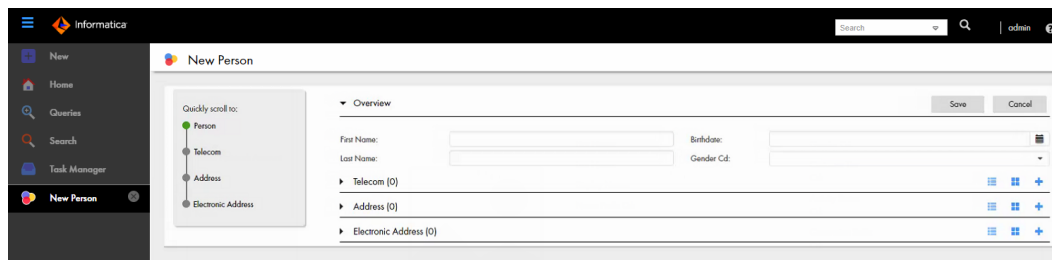 Informatica
Search
admin
New
Home
Queries
Search
Task Manager
New Person
New Person
Quickly scroll to:
Person
Telecom
Address
Electronic Address
Overview
Save
Cancel
First Name:
Birthdate:
Last Name:
Gender Cd:
Telecom (0)
Address (0)
Electronic Address (0)